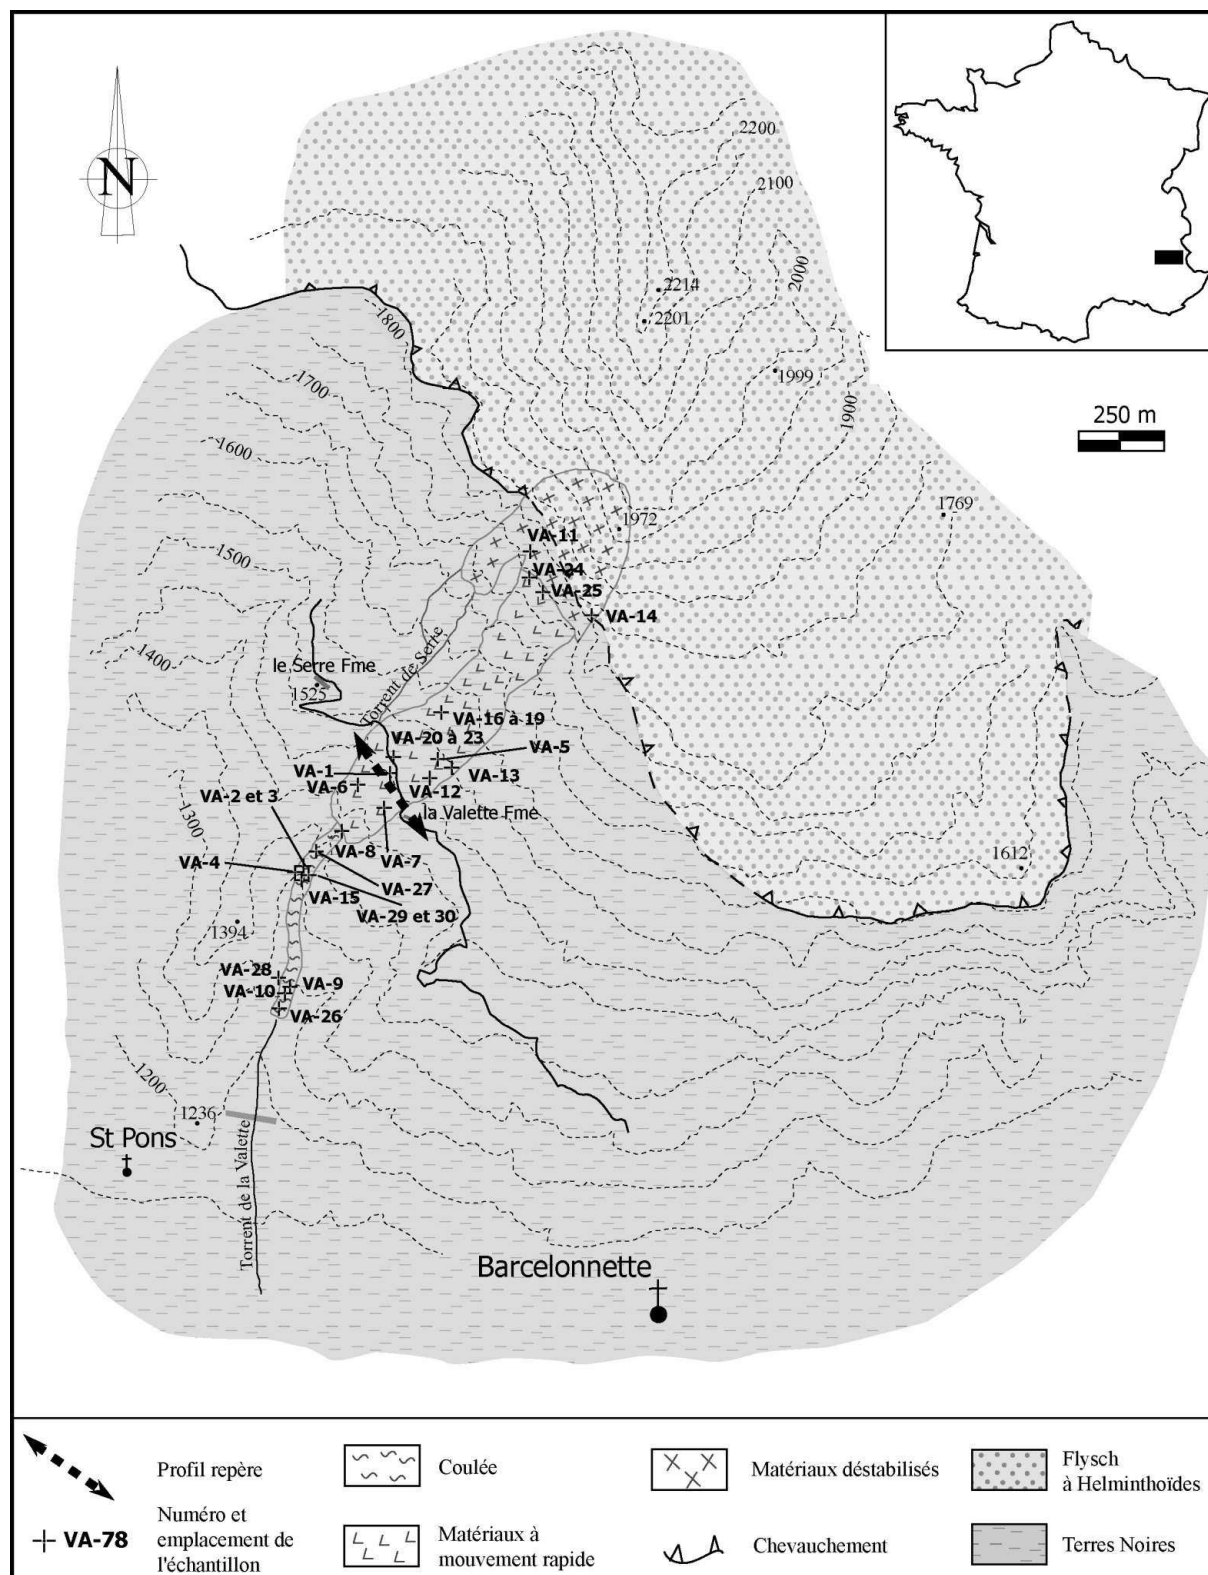 N
2200
2100
2000
2214
2201
1800
1999
1700
1900
250 m
1600
1769
1972
VA-11
1500
VA-24
VA-25
VA-14
Torrent de Serre
1400
le Serre Fme
1525
VA-16 à 19
VA-20 à 23
VA-5
VA-1
VA-13
VA-6
VA-12
VA-2 et 3
la Valette Fme
1300
VA-8
VA-7
VA-4
1612
VA-27
VA-15
VA-29 et 30
1394
VA-28
VA-9
VA-10
VA-26
1200
1236
St Pons
Torrent de la Valette
Barcelonnette
Profil repère
Coulée
Matériaux déstabilisés
Flysch
à Helminthoïdes
VA-78
Numéro et
emplacement de
l'échantillon
Matériaux à
mouvement rapide
Chevauchement
Terres Noires